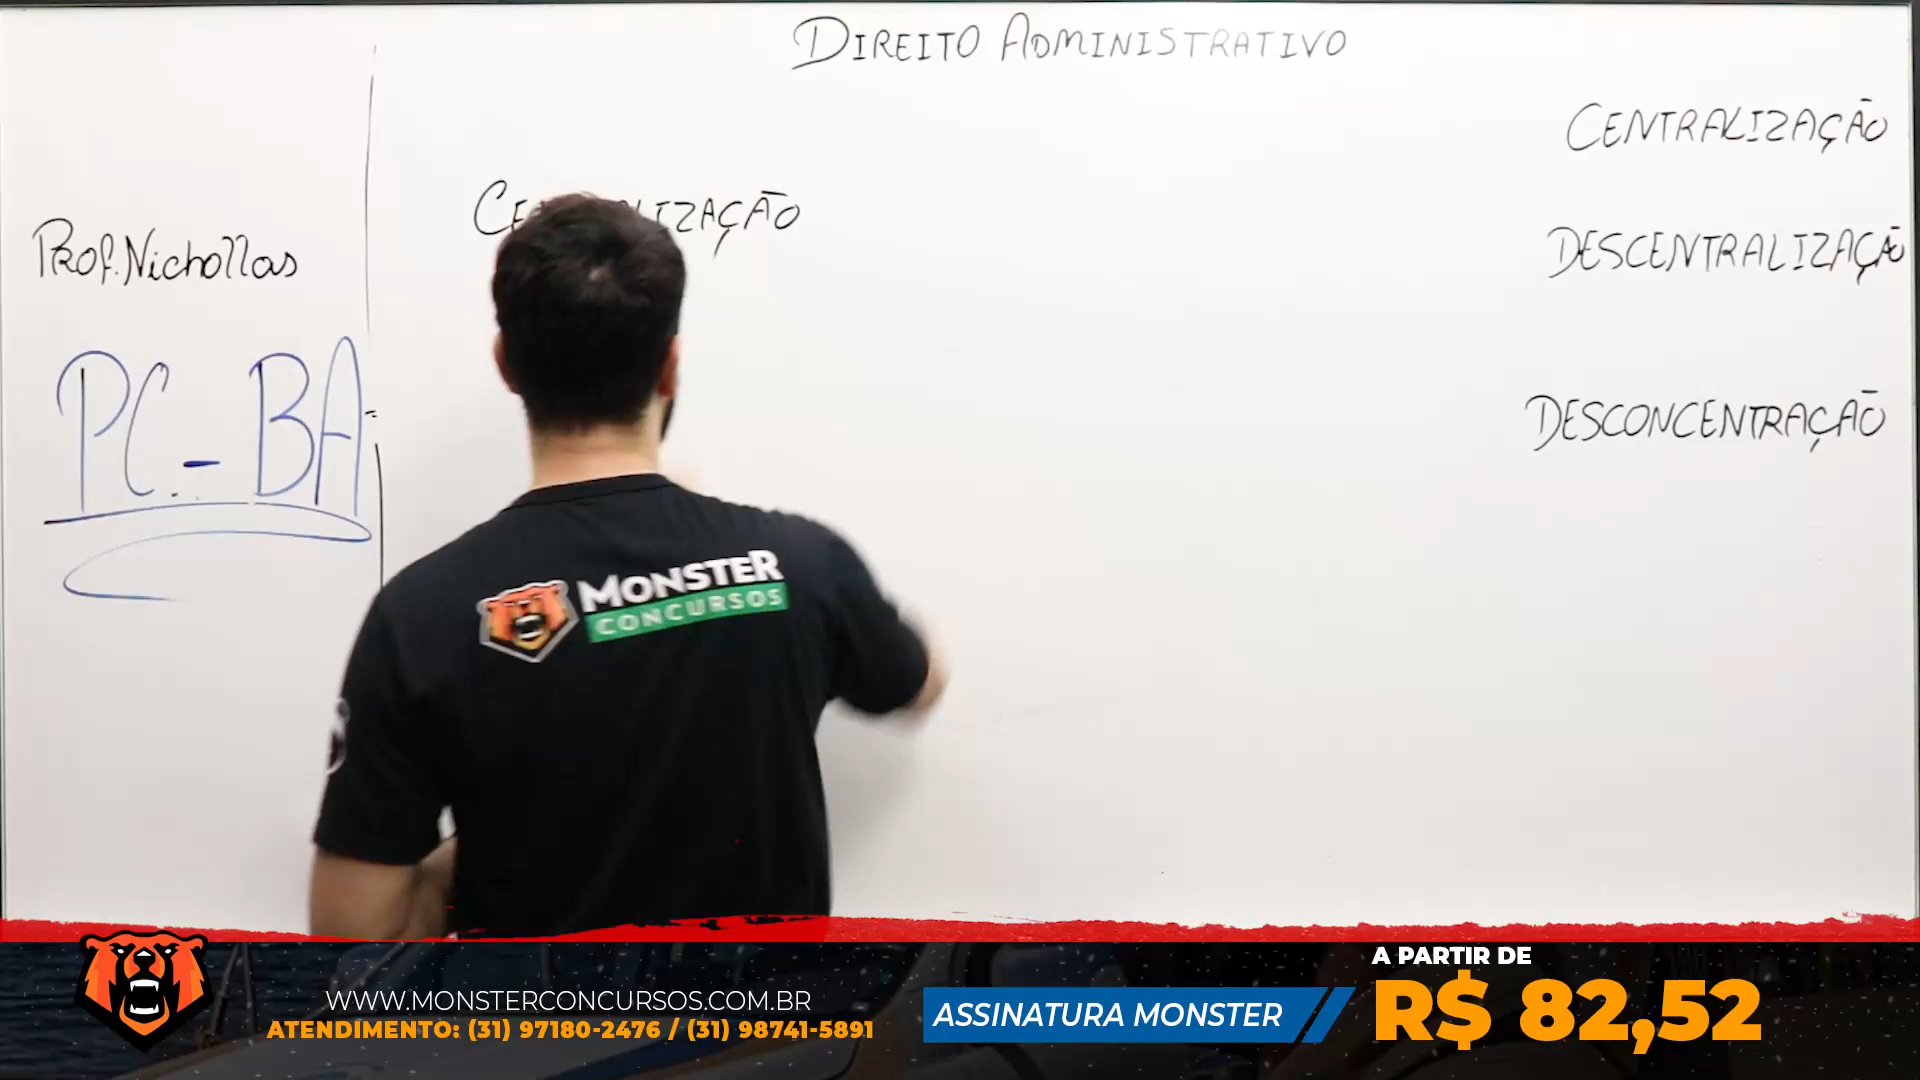 DIREITO ADMINISTRATIVO
CENTRALIZAÇÃO
DESCENTRALIZAÇÃO
DESCONCENTRAÇÃO
Prof. Nichollas
PC-BA
MONSTER
CONCURSOS
WWW.MONSTERCONCURSOS.COM.BR
ATENDIMENTO: (31) 97180-2476 / (31) 98741-5891
ASSINATURA MONSTER
A PARTIR DE
R$ 82,52